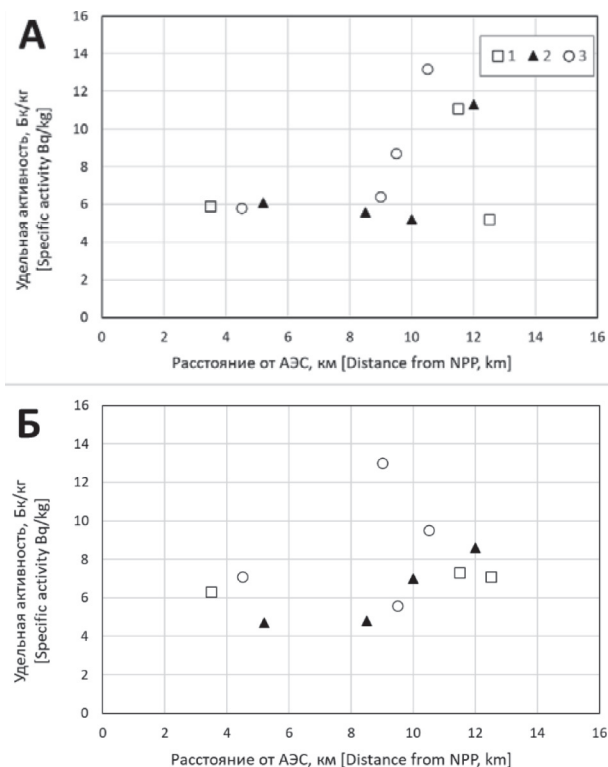 А
16
14
12
10
8
6
4
2
0
Удельная активность, Бк/кг
[Specific activity Bq/kg]
1 2 3
0 2 4 6 8 10 12 14 16
Расстояние от АЭС, км [Distance from NPP, km]
Б
16
14
12
10
8
6
4
2
0
Удельная активность, Бк/кг
[Specific activity Bq/kg]
0 2 4 6 8 10 12 14 16
Расстояние от АЭС, км [Distance from NPP, km]